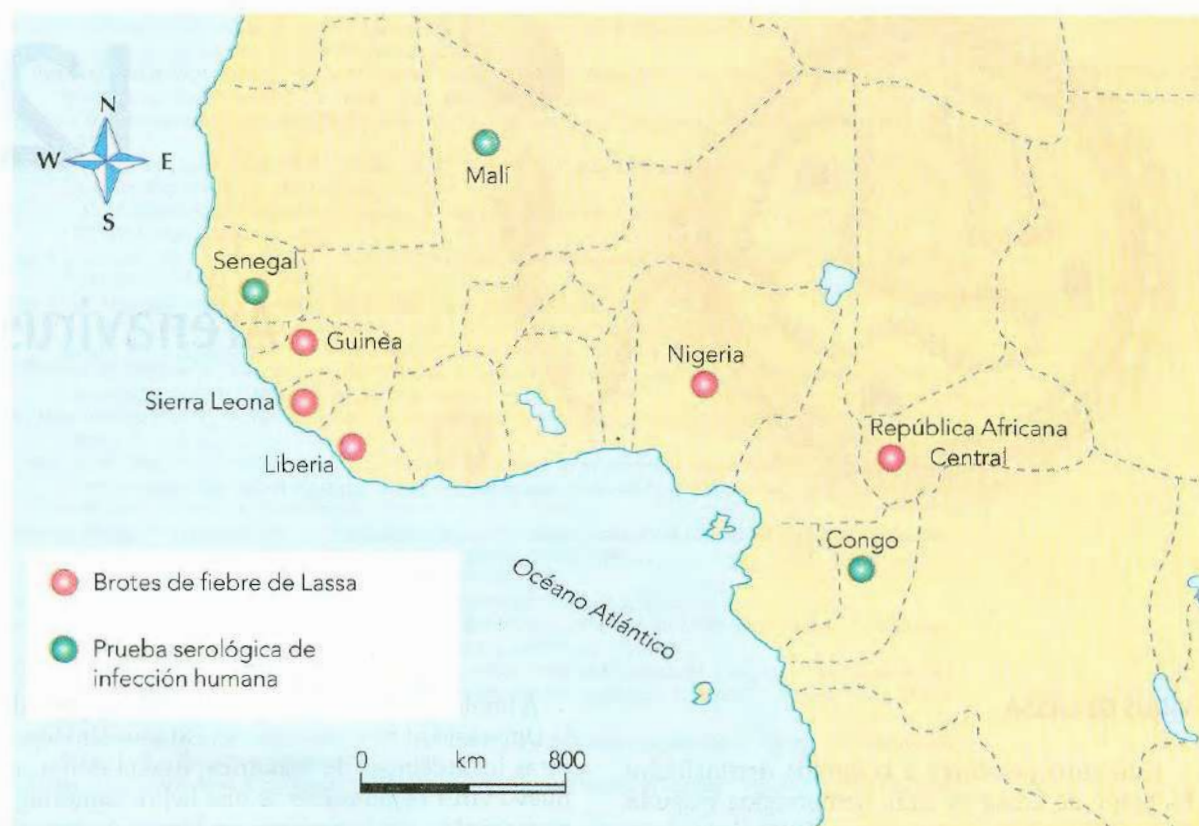 N
W E
S
Malí
Senegal
Guinea
Sierra Leona
Liberia
Nigeria
República Africana
Central
Congo
Océano Atlántico
Brotes de fiebre de Lassa
Prueba serológica de
infección humana
0 km 800